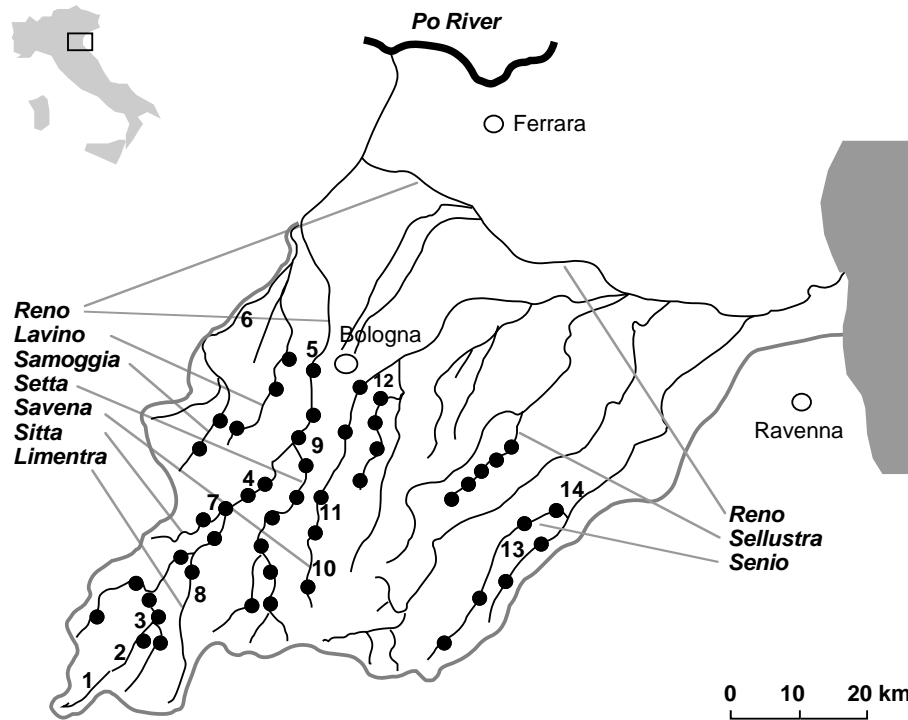 Po River
Ferrara
Reno
Lavino
Samoggia
Setta
Savena
Sitta
Limentra
6
5
Bologna
12
9
4
7
11
10
8
3
2
1
Ravenna
14
13
Reno
Sellustra
Senio
0 10 20 km